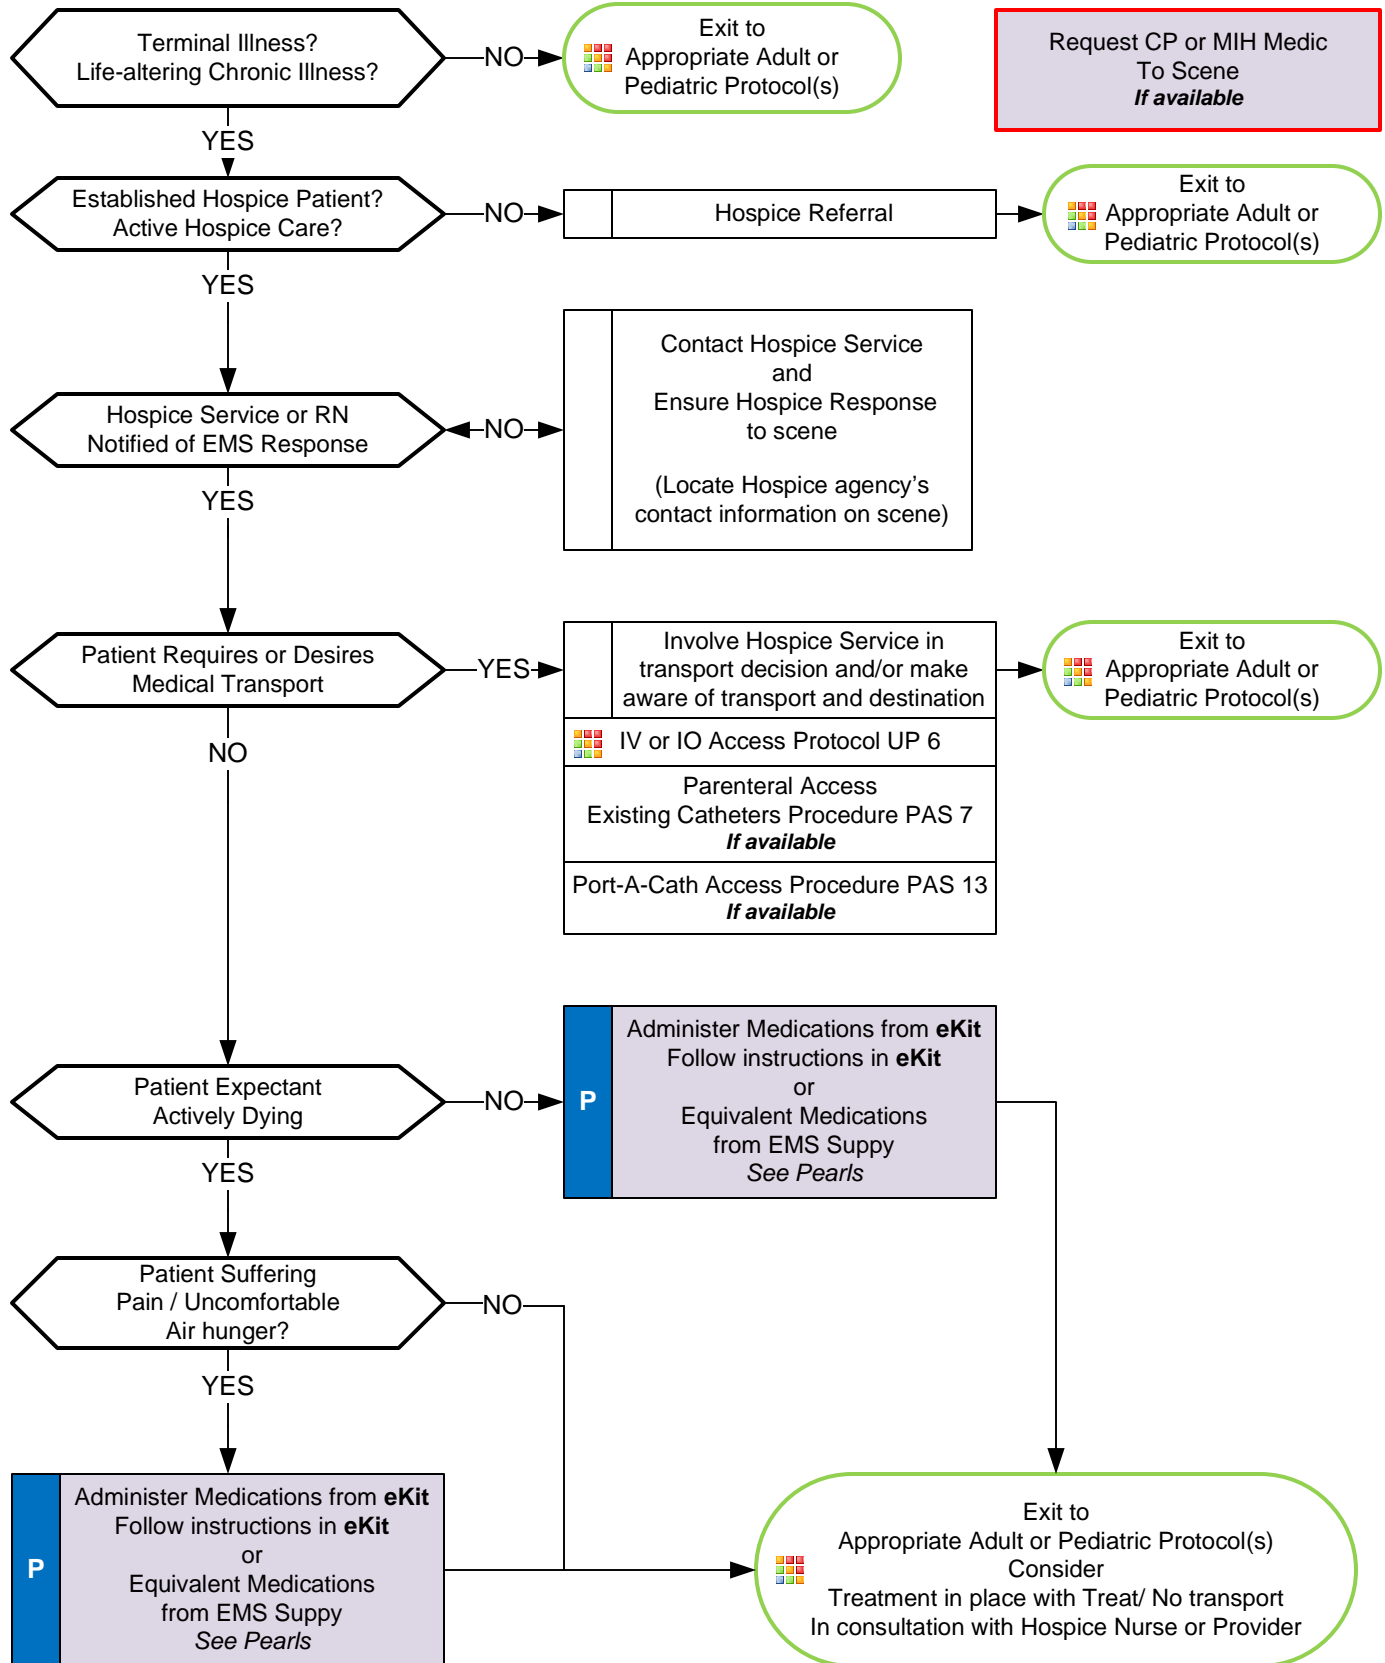 Terminal Illness?
Life-altering Chronic Illness?
NO
Exit to
Appropriate Adult or
Pediatric Protocol(s)
Request CP or MIH Medic
To Scene
If available
YES
Established Hospice Patient?
Active Hospice Care?
NO
Hospice Referral
Exit to
Appropriate Adult or
Pediatric Protocol(s)
YES
Hospice Service or RN
Notified of EMS Response
NO
Contact Hospice Service
and
Ensure Hospice Response
to scene
(Locate Hospice agency’s
contact information on scene)
YES
Patient Requires or Desires
Medical Transport
YES
Involve Hospice Service in
transport decision and/or make
aware of transport and destination
IV or IO Access Protocol UP 6
Parenteral Access
Existing Catheters Procedure PAS 7
If available
Port-A-Cath Access Procedure PAS 13
If available
Exit to
Appropriate Adult or
Pediatric Protocol(s)
NO
Patient Expectant
Actively Dying
NO
P
Administer Medications from eKit
Follow instructions in eKit
or
Equivalent Medications
from EMS Suppy
See Pearls
YES
Patient Suffering
Pain / Uncomfortable
Air hunger?
NO
YES
P
Administer Medications from eKit
Follow instructions in eKit
or
Equivalent Medications
from EMS Suppy
See Pearls
Exit to
Appropriate Adult or Pediatric Protocol(s)
Consider
Treatment in place with Treat/ No transport
In consultation with Hospice Nurse or Provider